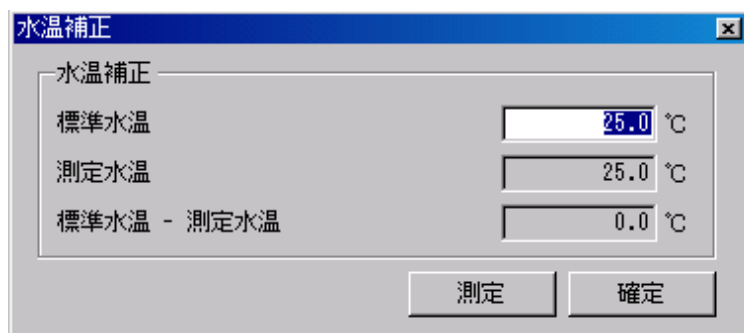 水温補正
水温補正
標準水温 25.0 ℃
測定水温 25.0 ℃
標準水温 - 測定水温 0.0 ℃
測定 確定